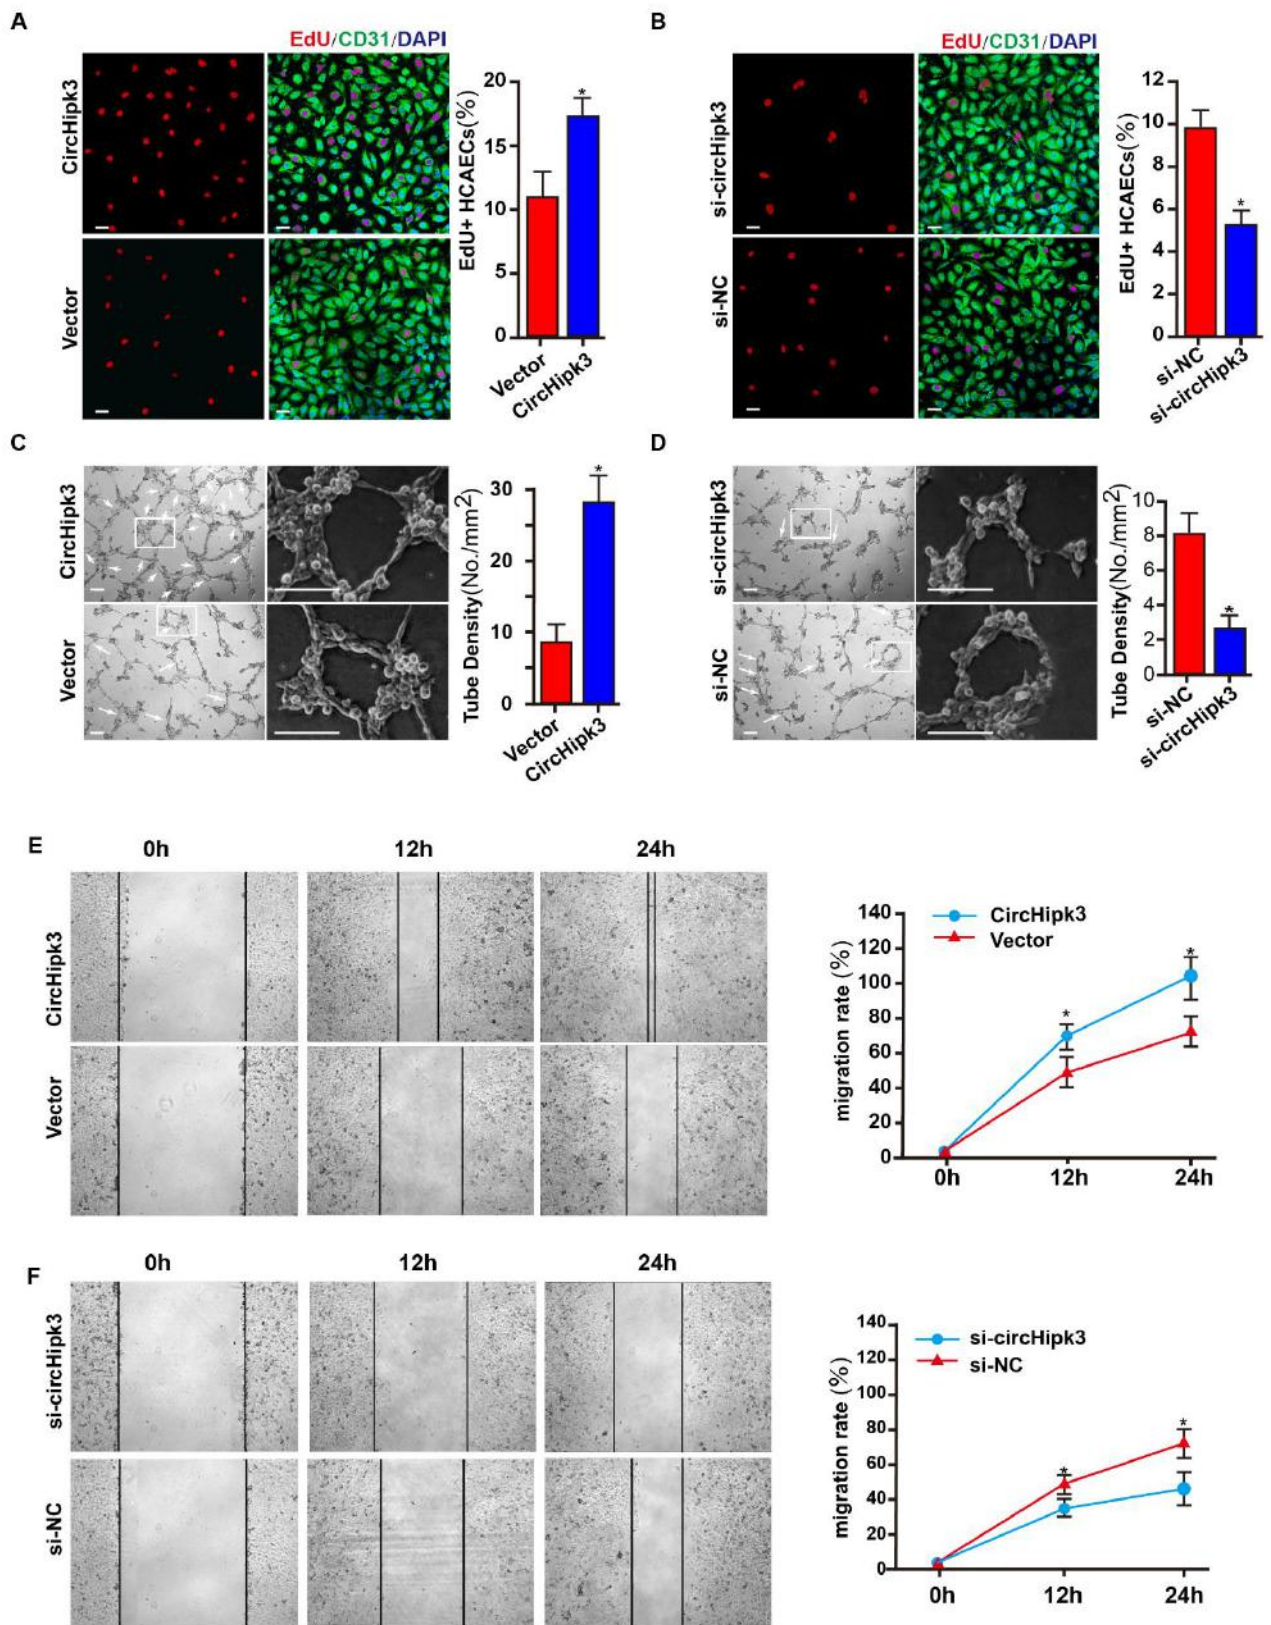 A
EdU/CD31/DAPI
CircHipk3
Vector
EdU+ HCAECs(%)
20
15
10
5
0
Vector
CircHipk3
*
B
EdU/CD31/DAPI
si-circHipk3
si-NC
EdU+ HCAECs(%)
12
10
8
6
4
2
0
si-NC
si-circHipk3
*
C
CircHipk3
Vector
Tube Density(No./mm2)
30
20
10
0
Vector
CircHipk3
*
D
si-circHipk3
si-NC
Tube Density(No./mm2)
10
8
6
4
2
0
si-NC
si-circHipk3
*
E
0h
12h
24h
CircHipk3
Vector
migration rate (%)
140
120
100
80
60
40
20
0
CircHipk3
Vector
*
*
0h
12h
24h
F
0h
12h
24h
si-circHipk3
si-NC
migration rate (%)
140
120
100
80
60
40
20
0
si-circHipk3
si-NC
*
*
0h
12h
24h